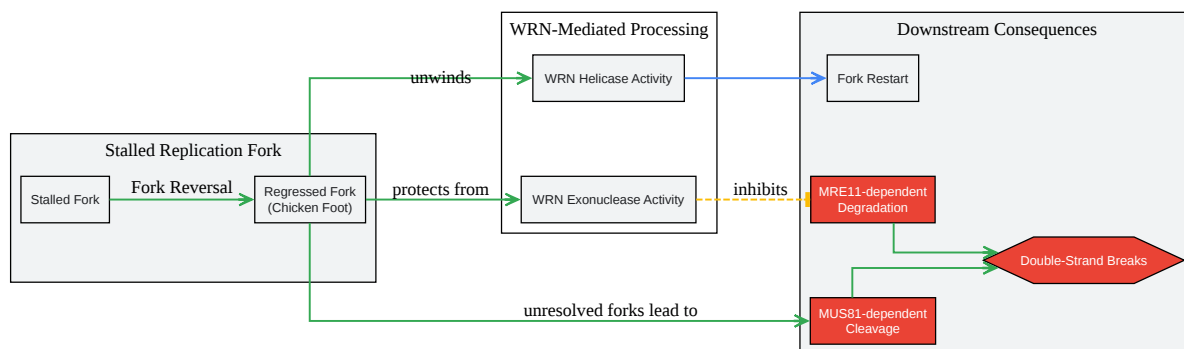 WRN-Mediated Processing
Downstream Consequences
unwinds
WRN Helicase Activity
Fork Restart
Stalled Replication Fork
Stalled Fork
Fork Reversal
Regressed Fork
(Chicken Foot)
protects from
WRN Exonuclease Activity
inhibits
MRE11-dependent
Degradation
Double-Strand Breaks
unresolved forks lead to
MUS81-dependent
Cleavage